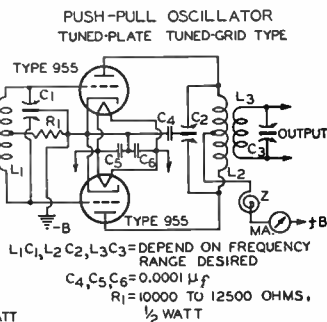 PUSH-PULL OSCILLATOR
TUNED-PLATE TUNED-GRID TYPE
TYPE 955
C1
R1
L1
C4
C2
L3
OUTPUT
C3
C5
C6
L2
Z
-B
TYPE 955
MA.
+B
L1C1, L2C2, L3C3 = DEPEND ON FREQUENCY
RANGE DESIRED
C4, C5, C6 = 0.0001 μf
R1 = 10000 TO 12500 OHMS,
1/2 WATT
ATT